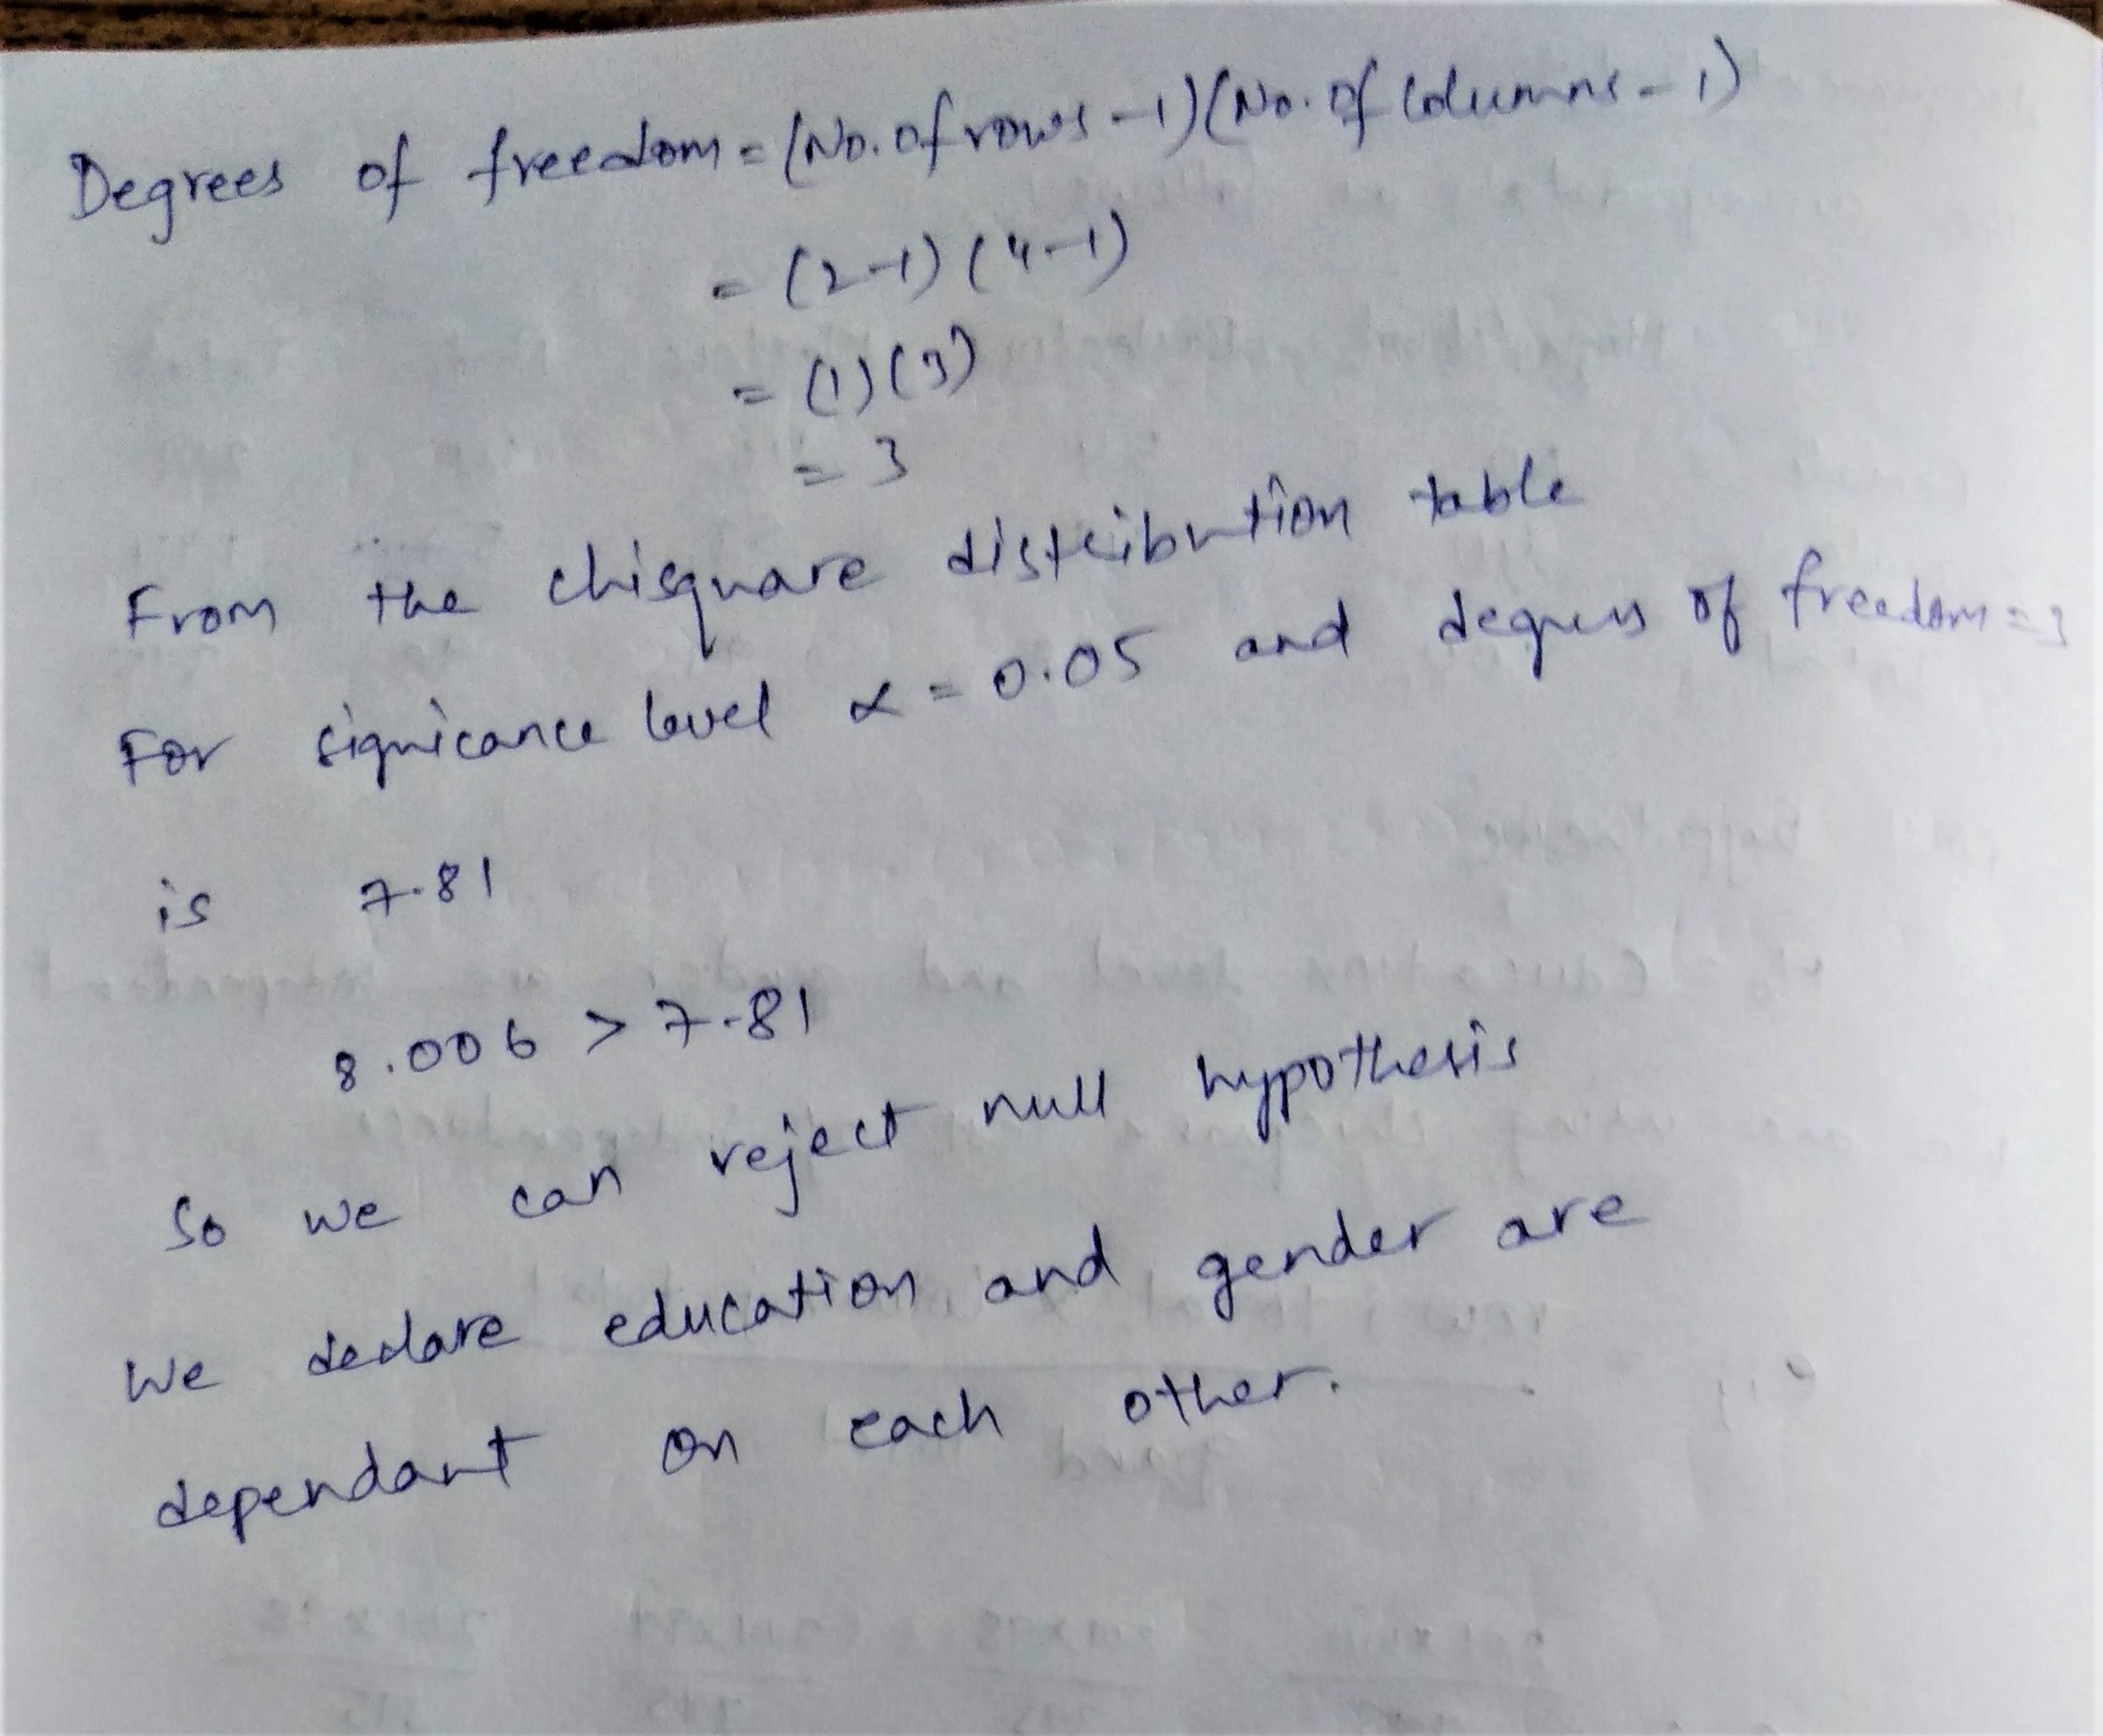 Degrees of freedom = (No. of rows - 1)(No. of Columns - 1)
= (2-1) (4-1)
= (1)(3)
= 3
From the chisquare distribution table
For signicance level α = 0.05 and degrees of freedom = 3
is 7.81
8.006 > 7.81
So we can reject null hypothesis
We declare education and gender are
dependant on each other.